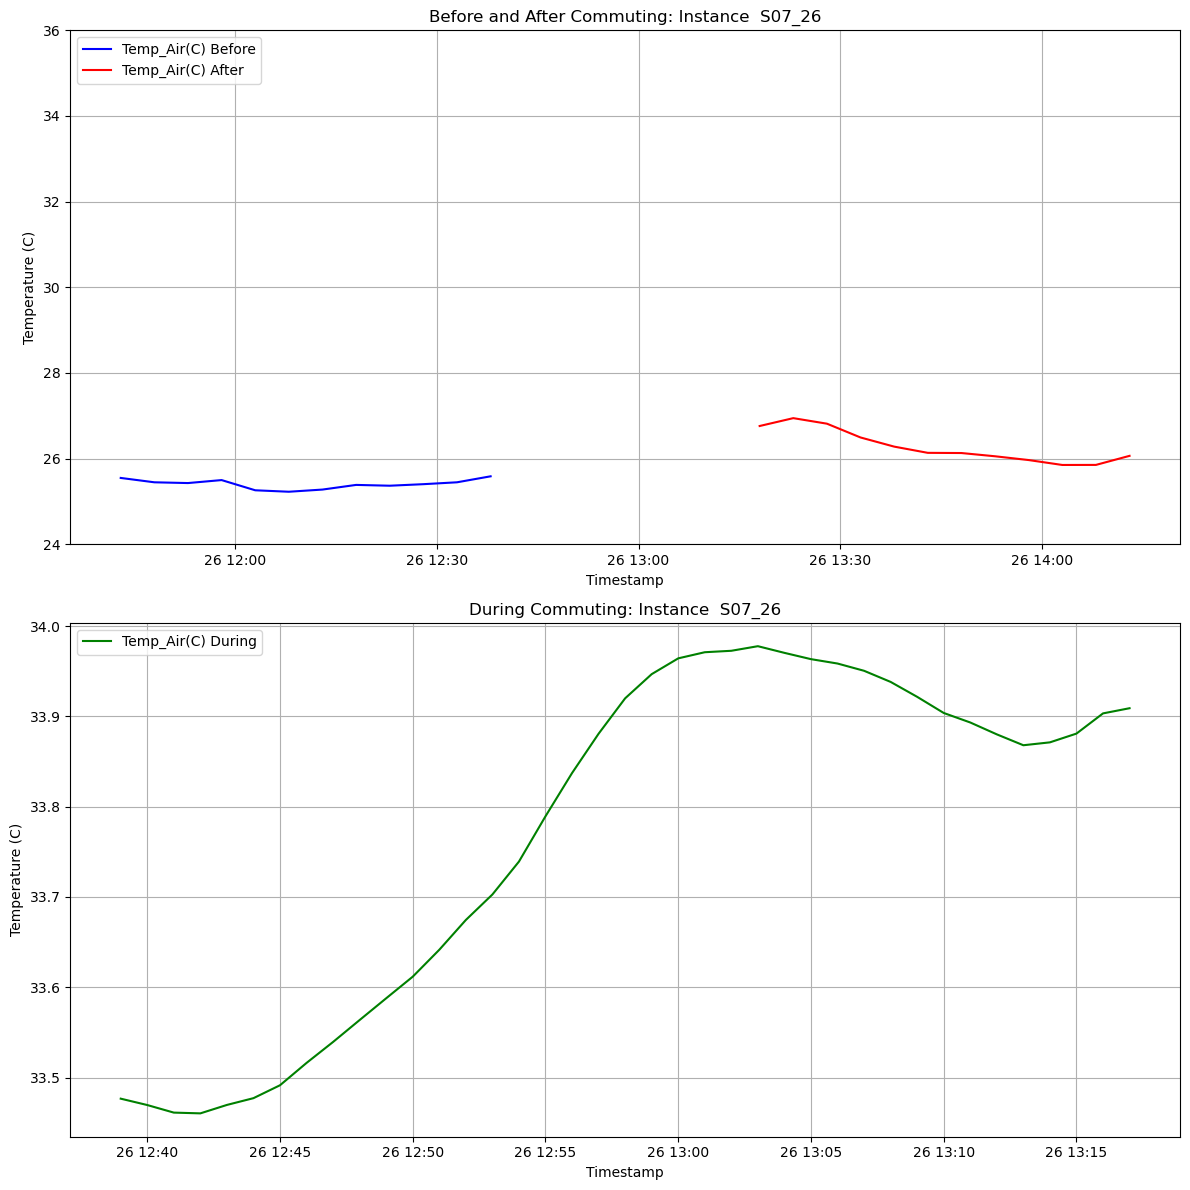 Before and After Commuting: Instance  S07_26
Temp_Air(C) Before
Temp_Air(C) After
Temperature (C)
36
34
32
30
28
26
24
26 12:00
26 12:30
26 13:00
26 13:30
26 14:00
Timestamp
During Commuting: Instance  S07_26
Temp_Air(C) During
Temperature (C)
34.0
33.9
33.8
33.7
33.6
33.5
26 12:40
26 12:45
26 12:50
26 12:55
26 13:00
26 13:05
26 13:10
26 13:15
Timestamp